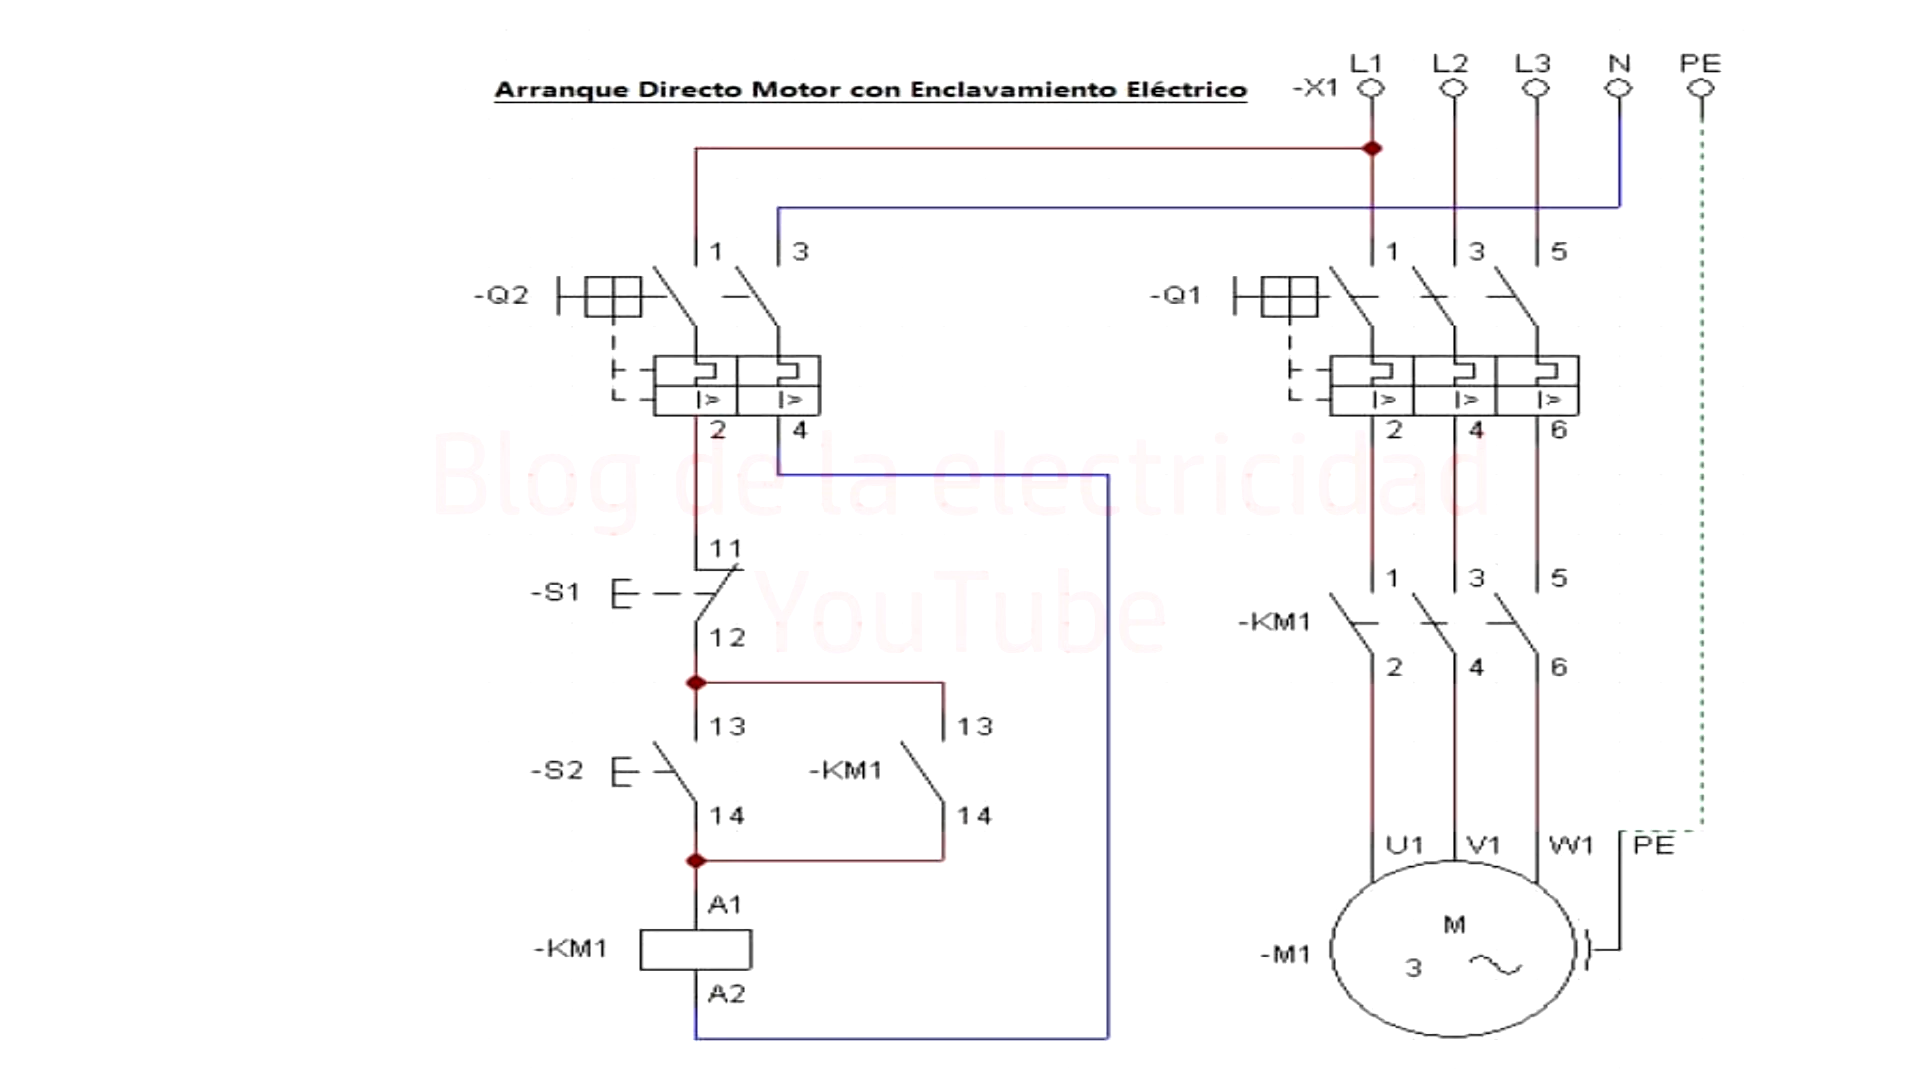 L1 L2 L3 N PE
Arranque Directo Motor con Enclavamiento Eléctrico -X1
1 3 1 3 5
-Q2 -Q1
I> I> I> I> I>
2 4 2 4 6
Blog de la electricidad
YouTube
11
-S1
12
1 3 5
-KM1
2 4 6
13 13
-S2 -KM1
14 14
U1 V1 W1 PE
A1
M
-KM1 -M1
3 ~
A2